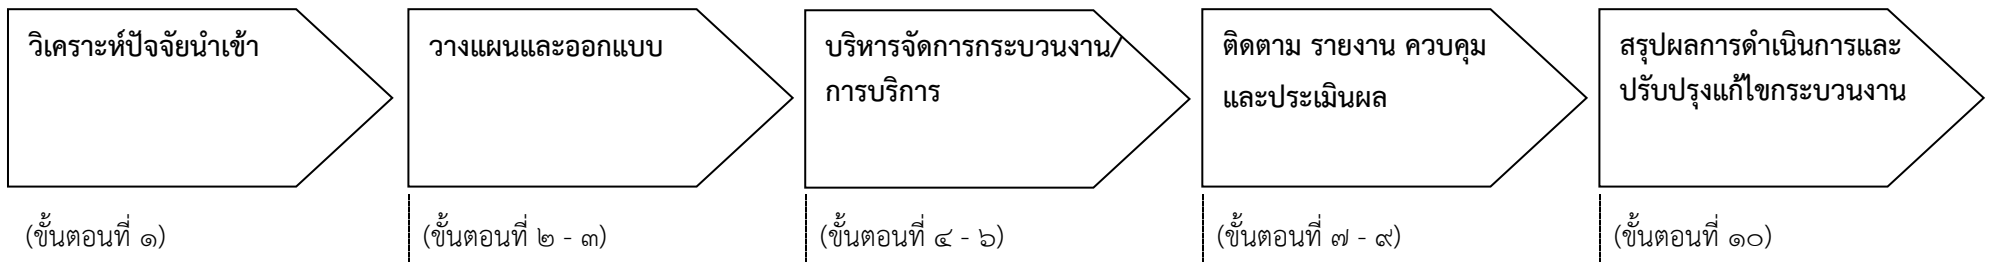 วิเคราะห์ปัจจัยนำเข้า
วางแผนและออกแบบ
บริหารจัดการกระบวนงาน/
การบริการ
ติดตาม รายงาน ควบคุม
และประเมินผล
สรุปผลการดำเนินการและ
ปรับปรุงแก้ไขกระบวนงาน
(ขั้นตอนที่ ๑)
(ขั้นตอนที่ ๒ - ๓)
(ขั้นตอนที่ ๔ - ๖)
(ขั้นตอนที่ ๗ - ๙)
(ขั้นตอนที่ ๑๐)